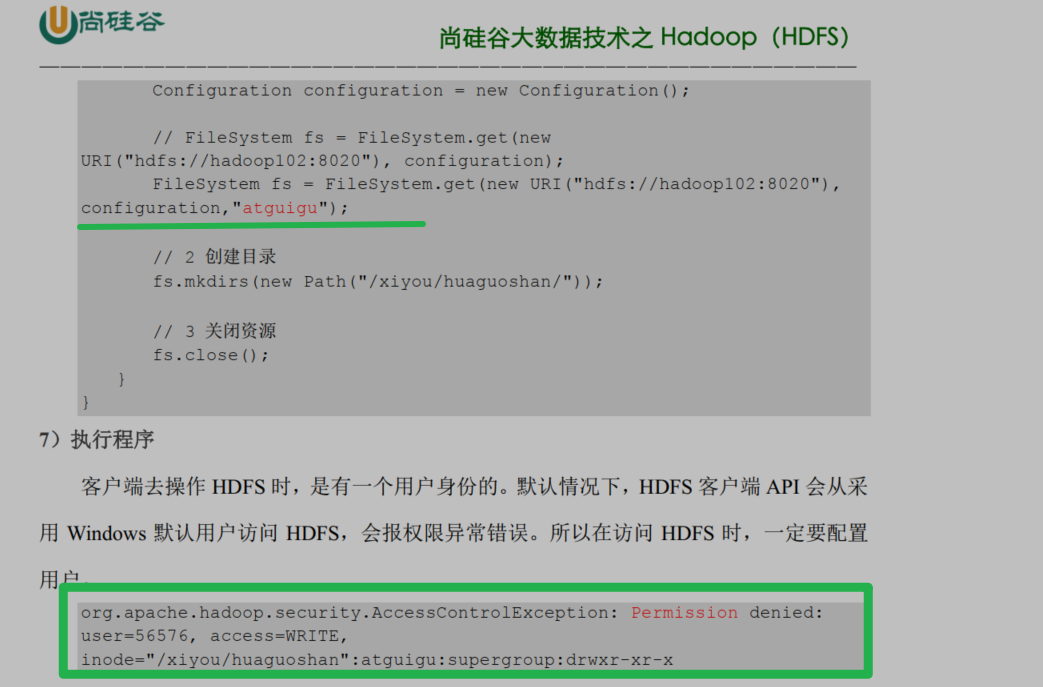 尚硅谷
尚硅谷大数据技术之 Hadoop（HDFS）
Configuration configuration = new Configuration();
// FileSystem fs = FileSystem.get(new
URI("hdfs://hadoop102:8020"), configuration);
FileSystem fs = FileSystem.get(new URI("hdfs://hadoop102:8020"),
configuration,"atguigu");
// 2 创建目录
fs.mkdirs(new Path("/xiyou/huaguoshan/"));
// 3 关闭资源
fs.close();
}
}
7）执行程序
客户端去操作 HDFS 时，是有一个用户身份的。默认情况下，HDFS 客户端 API 会从采
用 Windows 默认用户访问 HDFS，会报权限异常错误。所以在访问 HDFS 时，一定要配置
用户。
org.apache.hadoop.security.AccessControlException: Permission denied:
user=56576, access=WRITE,
inode="/xiyou/huaguoshan":atguigu:supergroup:drwxr-xr-x